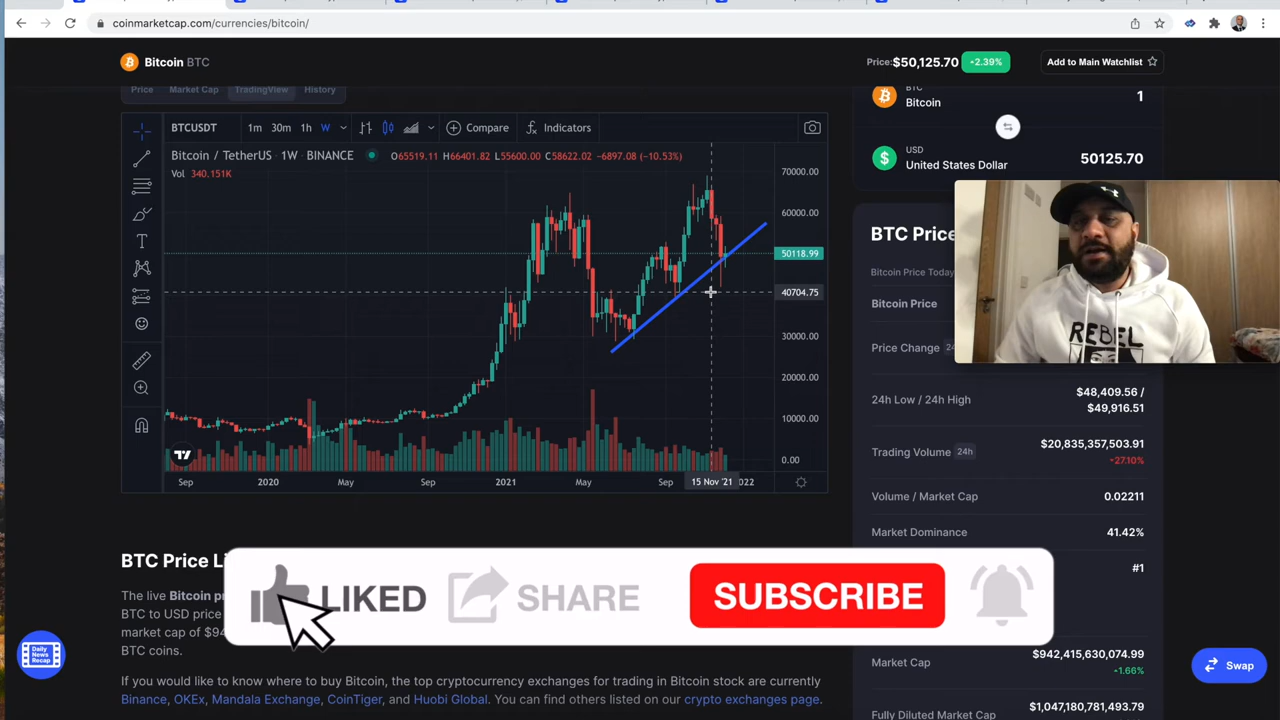 coinmarketcap.com/currencies/bitcoin/
Bitcoin BTC
Price: $50,125.70 -2.39%
Add to Main Watchlist
Price Market Cap TradingView History
BTC
Bitcoin
1
USD
United States Dollar
50125.70
BTCUSDT 1m 30m 1h W Compare Indicators
Bitcoin / TetherUS · 1W · BINANCE O65519.11 H66401.82 L55600.00 C58622.02 −6897.08 (−10.53%)
Vol 340.151K
70000.00
60000.00
50118.99
40704.75
30000.00
20000.00
10000.00
0.00
Sep 2020 May Sep 2021 May Sep 15 Nov '21 2022
BTC Price
Bitcoin Price Today
Bitcoin Price
Price Change 24
REBEL
24h Low / 24h High
$48,409.56 /
$49,916.51
Trading Volume 24h
$20,835,357,503.91
-27.10%
Volume / Market Cap
0.02211
Market Dominance
41.42%
#1
Market Cap
$942,415,630,074.99
-1.66%
Fully Diluted Market Cap
$1,047,180,781,493.79
BTC Price Li
The live Bitcoin pr
BTC to USD price
market cap of $94
BTC coins.
If you would like to know where to buy Bitcoin, the top cryptocurrency exchanges for trading in Bitcoin stock are currently
Binance, OKEx, Mandala Exchange, CoinTiger, and Huobi Global. You can find others listed on our crypto exchanges page.
LIKED SHARE SUBSCRIBE
Daily
News
Recap
Swap